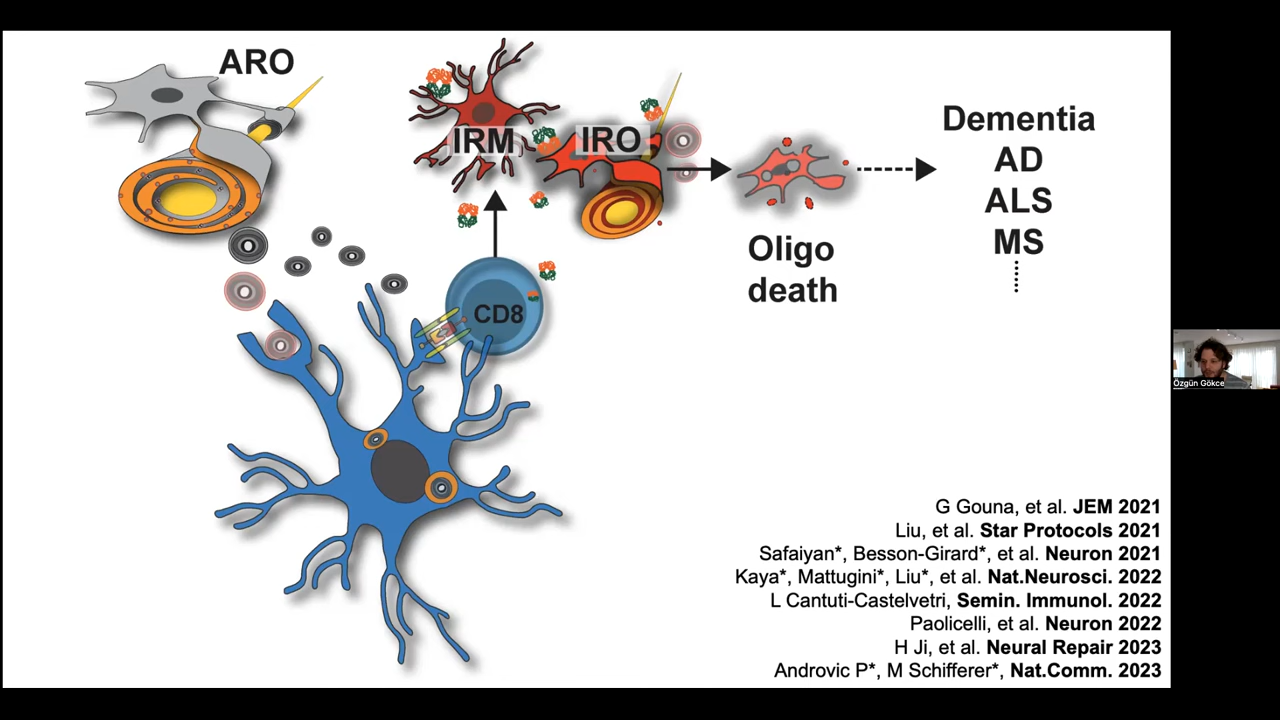 ARO
IRM
IRO
CD8
Oligo
death
Dementia
AD
ALS
MS
Özgün Gökce
G Gouna, et al. JEM 2021
Liu, et al. Star Protocols 2021
Safaiyan*, Besson-Girard*, et al. Neuron 2021
Kaya*, Mattugini*, Liu*, et al. Nat.Neurosci. 2022
L Cantuti-Castelvetri, Semin. Immunol. 2022
Paolicelli, et al. Neuron 2022
H Ji, et al. Neural Repair 2023
Androvic P*, M Schifferer*, Nat.Comm. 2023